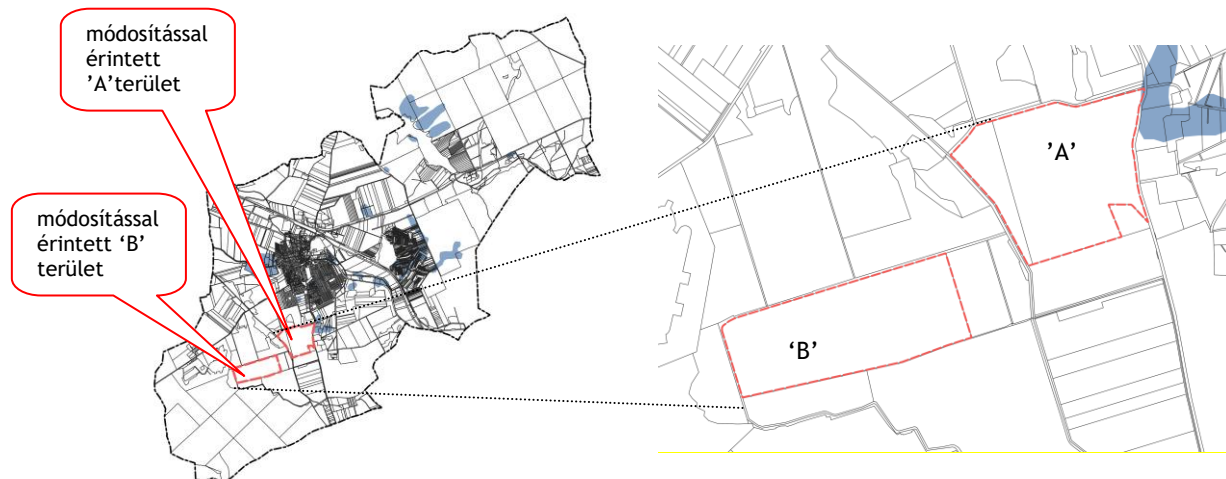 módosítással
érintett
’A’terület
módosítással
érintett ‘B’
terület
’A’
‘B’